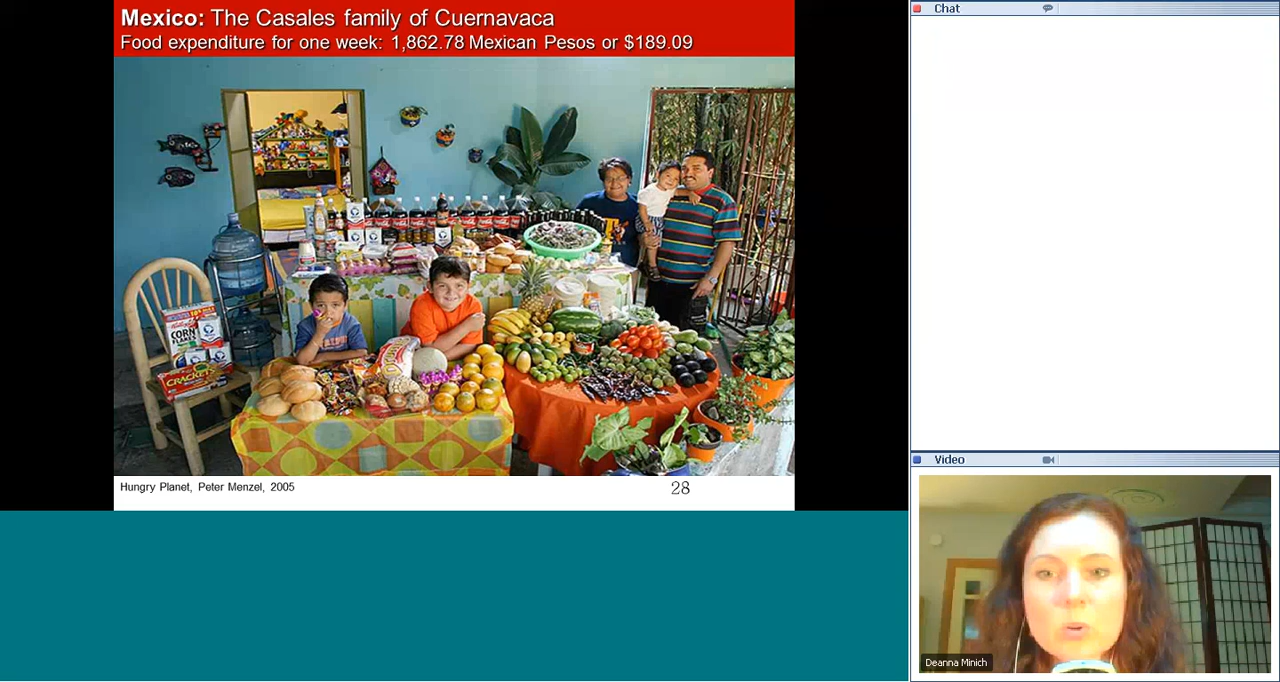 Mexico: The Casales family of Cuernavaca
Food expenditure for one week: 1,862.78 Mexican Pesos or $189.09
CORN
CRACKETS
Hungry Planet, Peter Menzel, 2005
28
Chat
Video
Deanna Minich